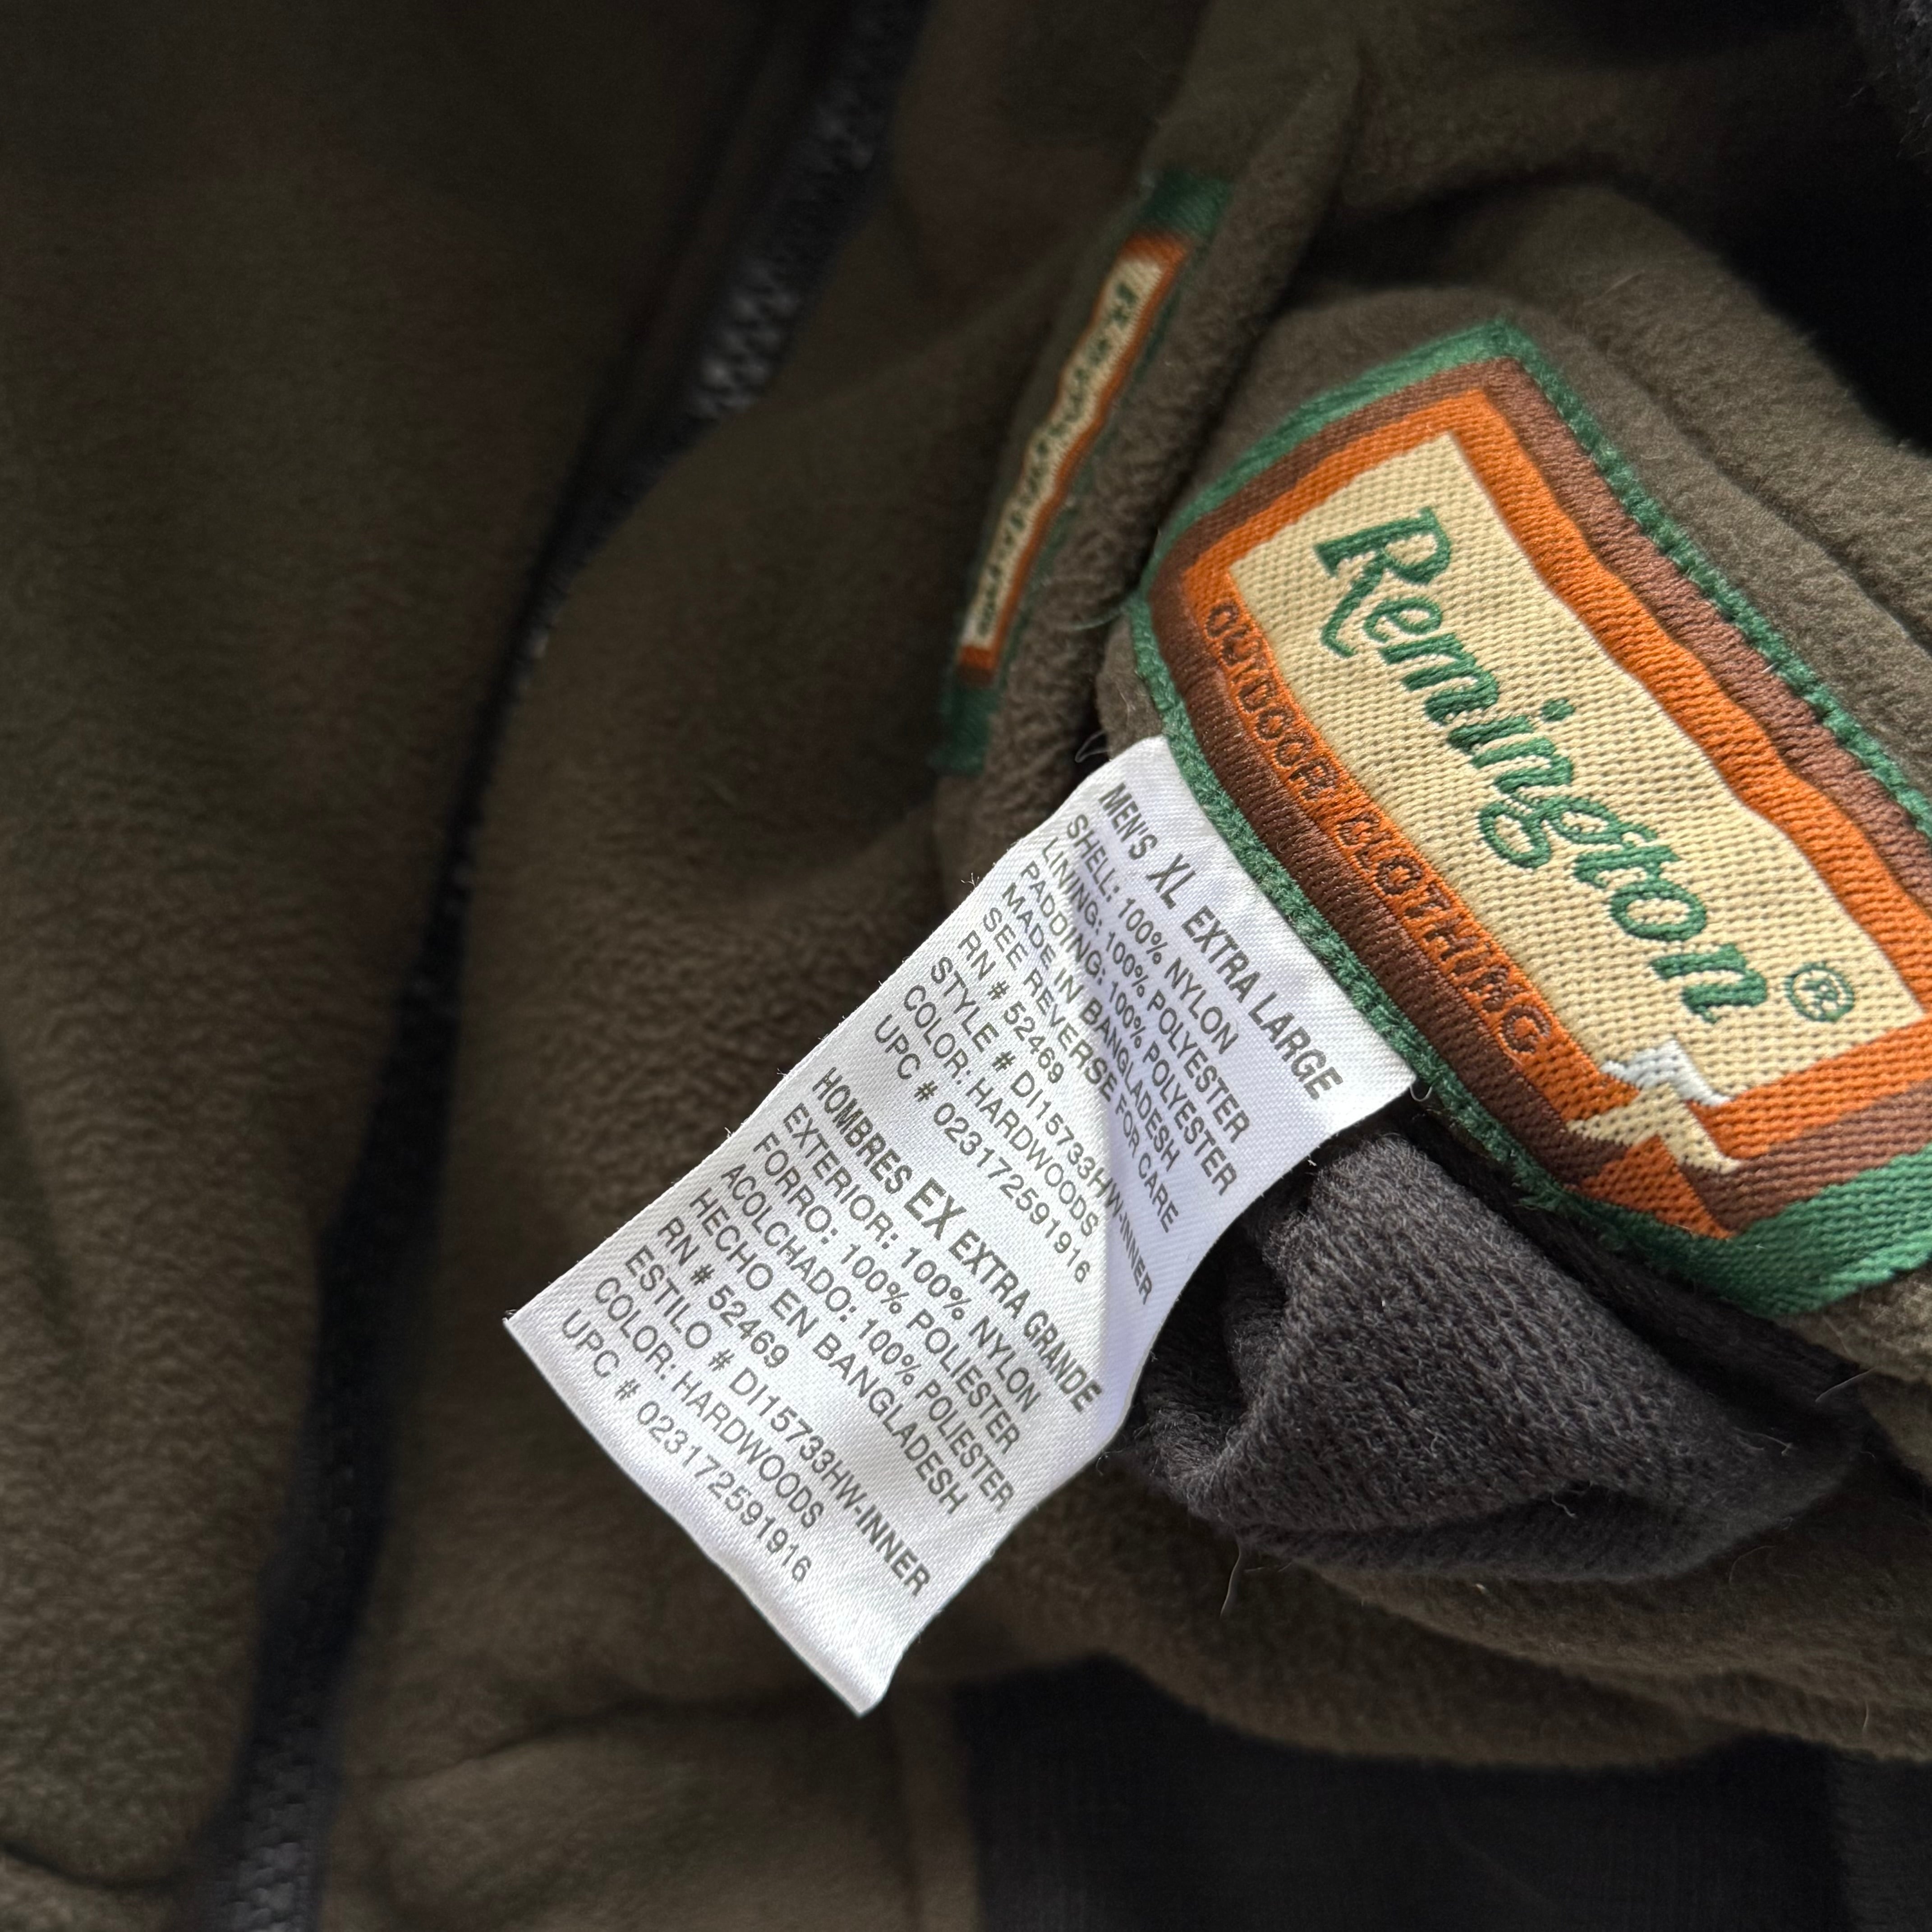 Remington®
OUTDOOR CLOTHING
MEN'S XL EXTRA LARGE
SHELL: 100% NYLON
LINING: 100% POLYESTER
PADDING: 100% POLYESTER
MADE IN BANGLADESH
SEE REVERSE FOR CARE
RN # 52469
STYLE # DI15733HW-INNER
COLOR: HARDWOODS
UPC # 023172591916
HOMBRES EX EXTRA GRANDE
EXTERIOR: 100% NYLON
FORRO: 100% POLIESTER
ACOLCHADO: 100% POLIESTER
HECHO EN BANGLADESH
RN # 52469
ESTILO # DI15733HW-INNER
COLOR: HARDWOODS
UPC # 023172591916